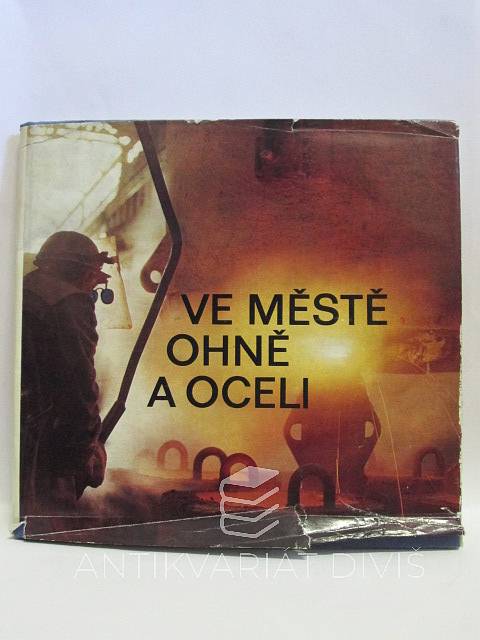 VE MĚSTĚ
OHNĚ
A OCELI
ANTIKVARIÁT DIVIŠ